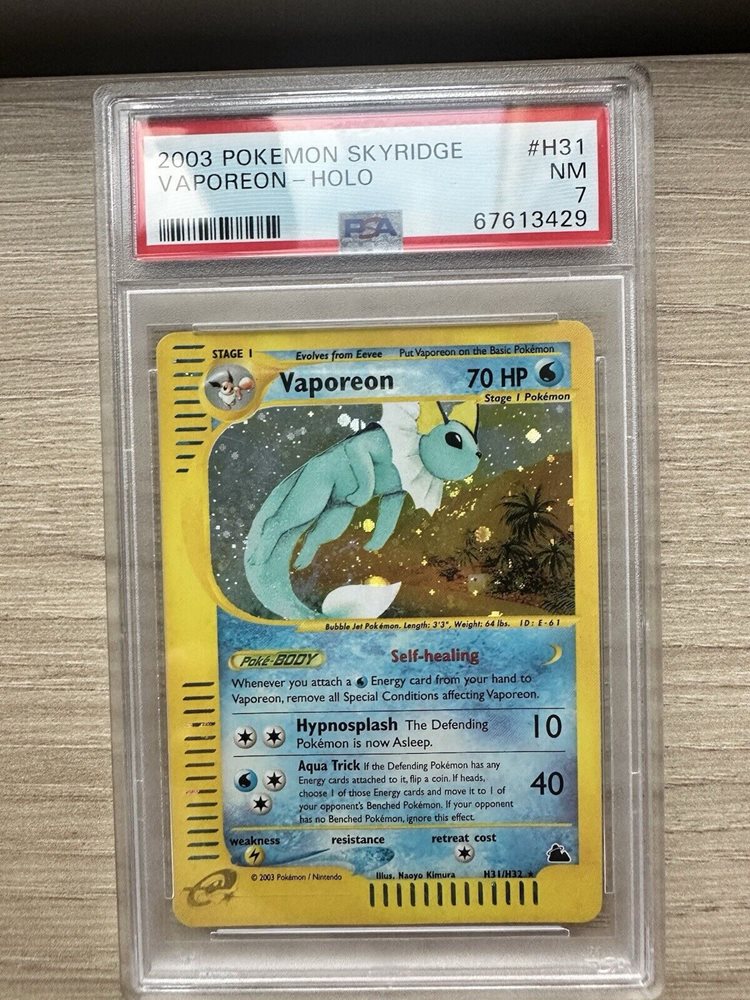 2003 POKEMON SKYRIDGE #H31
VAPOREON - HOLO NM
7
PSA 67613429
STAGE 1 Evolves from Eevee Put Vaporeon on the Basic Pokémon
Vaporeon 70 HP
Stage 1 Pokémon
Bubble Jet Pokémon. Length: 3'3", Weight: 64 lbs. ID: E-61
Poké-BODY Self-healing
Whenever you attach a Energy card from your hand to
Vaporeon, remove all Special Conditions affecting Vaporeon.
Hypnosplash The Defending 10
Pokémon is now Asleep.
Aqua Trick If the Defending Pokémon has any
Energy cards attached to it, flip a coin. If heads,
choose 1 of those Energy cards and move it to 1 of 40
your opponent's Benched Pokémon. If your opponent
has no Benched Pokémon, ignore this effect.
weakness resistance retreat cost
© 2003 Pokémon / Nintendo Illus. Naoyo Kimura H31/H32
e